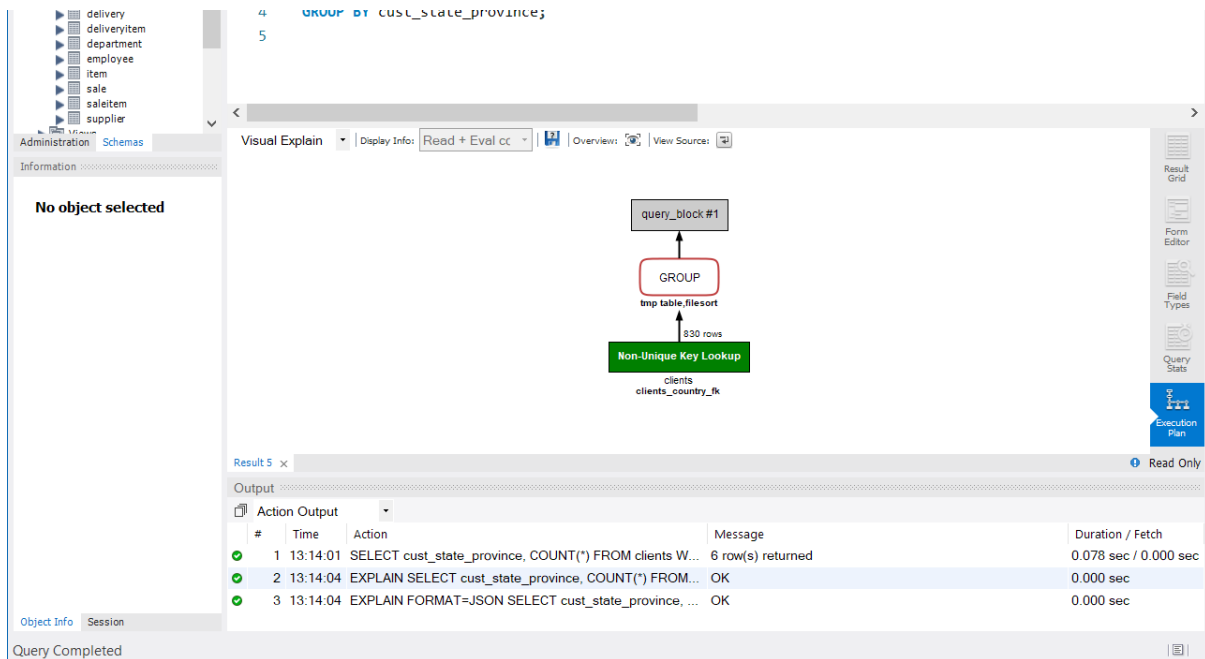 delivery
deliveryitem
department
employee
item
sale
saleitem
supplier
Views
Administration Schemas
Information
No object selected
Object Info Session
Query Completed
4 GROUP BY cust_state_province;
5
Visual Explain Display Info: Read + Eval cc Overview: View Source:
query_block #1
GROUP
tmp table,filesort
830 rows
Non-Unique Key Lookup
clients
clients_country_fk
Result
Grid
Form
Editor
Field
Types
Query
Stats
Execution
Plan
Result 5 Read Only
Output
Action Output
# Time Action Message Duration / Fetch
1 13:14:01 SELECT cust_state_province, COUNT(*) FROM clients W... 6 row(s) returned 0.078 sec / 0.000 sec
2 13:14:04 EXPLAIN SELECT cust_state_province, COUNT(*) FROM... OK 0.000 sec
3 13:14:04 EXPLAIN FORMAT=JSON SELECT cust_state_province, ... OK 0.000 sec